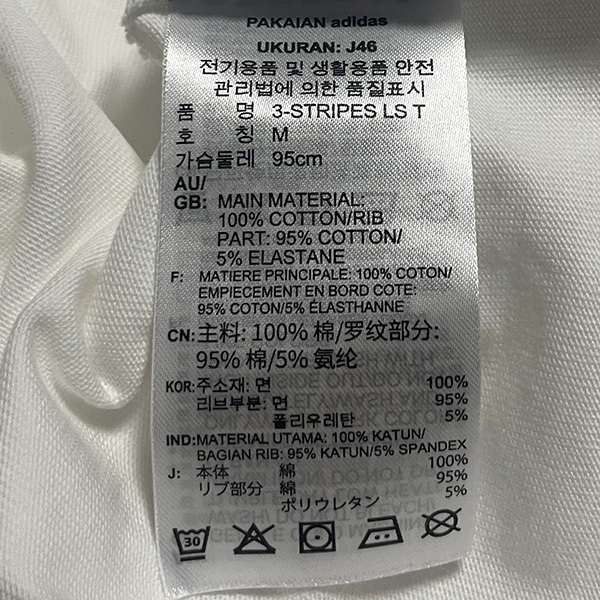 PAKAIAN adidas
UKURAN: J46
전기용품 및 생활용품 안전
관리법에 의한 품질표시
품 명 3-STRIPES LS T
호 칭 M
가슴둘레 95cm
AU/
GB: MAIN MATERIAL:
100% COTTON/RIB
PART: 95% COTTON/
5% ELASTANE
F: MATIERE PRINCIPALE: 100% COTON/
EMPIECEMENT EN BORD COTE:
95% COTON/5% ÉLASTHANNE
CN: 主料: 100% 棉/罗纹部分:
95% 棉/5% 氨纶
KOR: 주소재: 면 100%
리브부분: 면 95%
폴리우레탄 5%
IND: MATERIAL UTAMA: 100% KATUN/
BAGIAN RIB: 95% KATUN/5% SPANDEX
J: 本体 綿 100%
リブ部分 綿 95%
ポリウレタン 5%
30